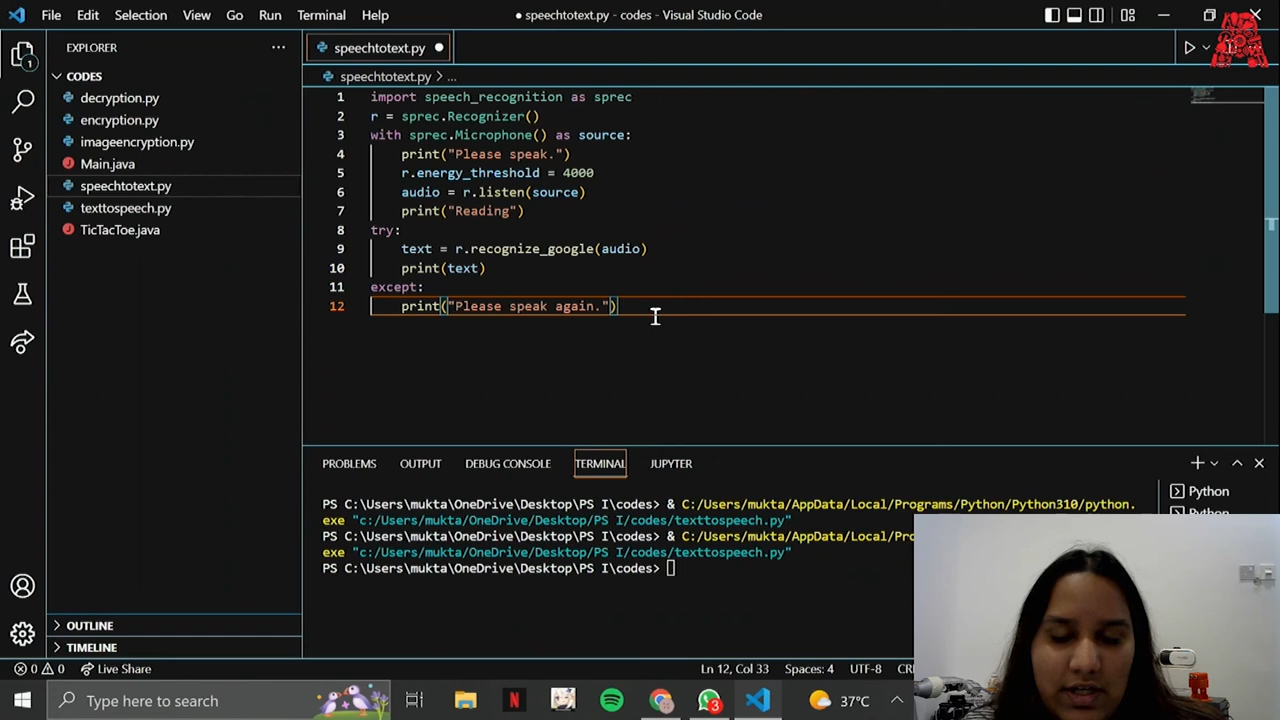 File Edit Selection View Go Run Terminal Help
● speechtotext.py - codes - Visual Studio Code
EXPLORER
CODES
decryption.py
encryption.py
imageencryption.py
Main.java
speechtotext.py
texttospeech.py
TicTacToe.java
OUTLINE
TIMELINE
speechtotext.py ●
speechtotext.py > ...
1 import speech_recognition as sprec
2 r = sprec.Recognizer()
3 with sprec.Microphone() as source:
4 print("Please speak.")
5 r.energy_threshold = 4000
6 audio = r.listen(source)
7 print("Reading")
8 try:
9 text = r.recognize_google(audio)
10 print(text)
11 except:
12 print("Please speak again.")
PROBLEMS OUTPUT DEBUG CONSOLE TERMINAL JUPYTER
PS C:\Users\mukta\OneDrive\Desktop\PS I\codes> & C:/Users/mukta/AppData/Local/Programs/Python/Python310/python.
exe "c:/Users/mukta/OneDrive/Desktop/PS I/codes/texttospeech.py"
PS C:\Users\mukta\OneDrive\Desktop\PS I\codes> & C:/Users/mukta/AppData/Local/Pro
exe "c:/Users/mukta/OneDrive/Desktop/PS I/codes/texttospeech.py"
PS C:\Users\mukta\OneDrive\Desktop\PS I\codes>
Python
Python
1
0 0 Live Share
Ln 12, Col 33 Spaces: 4 UTF-8 CR
Type here to search
3
37°C